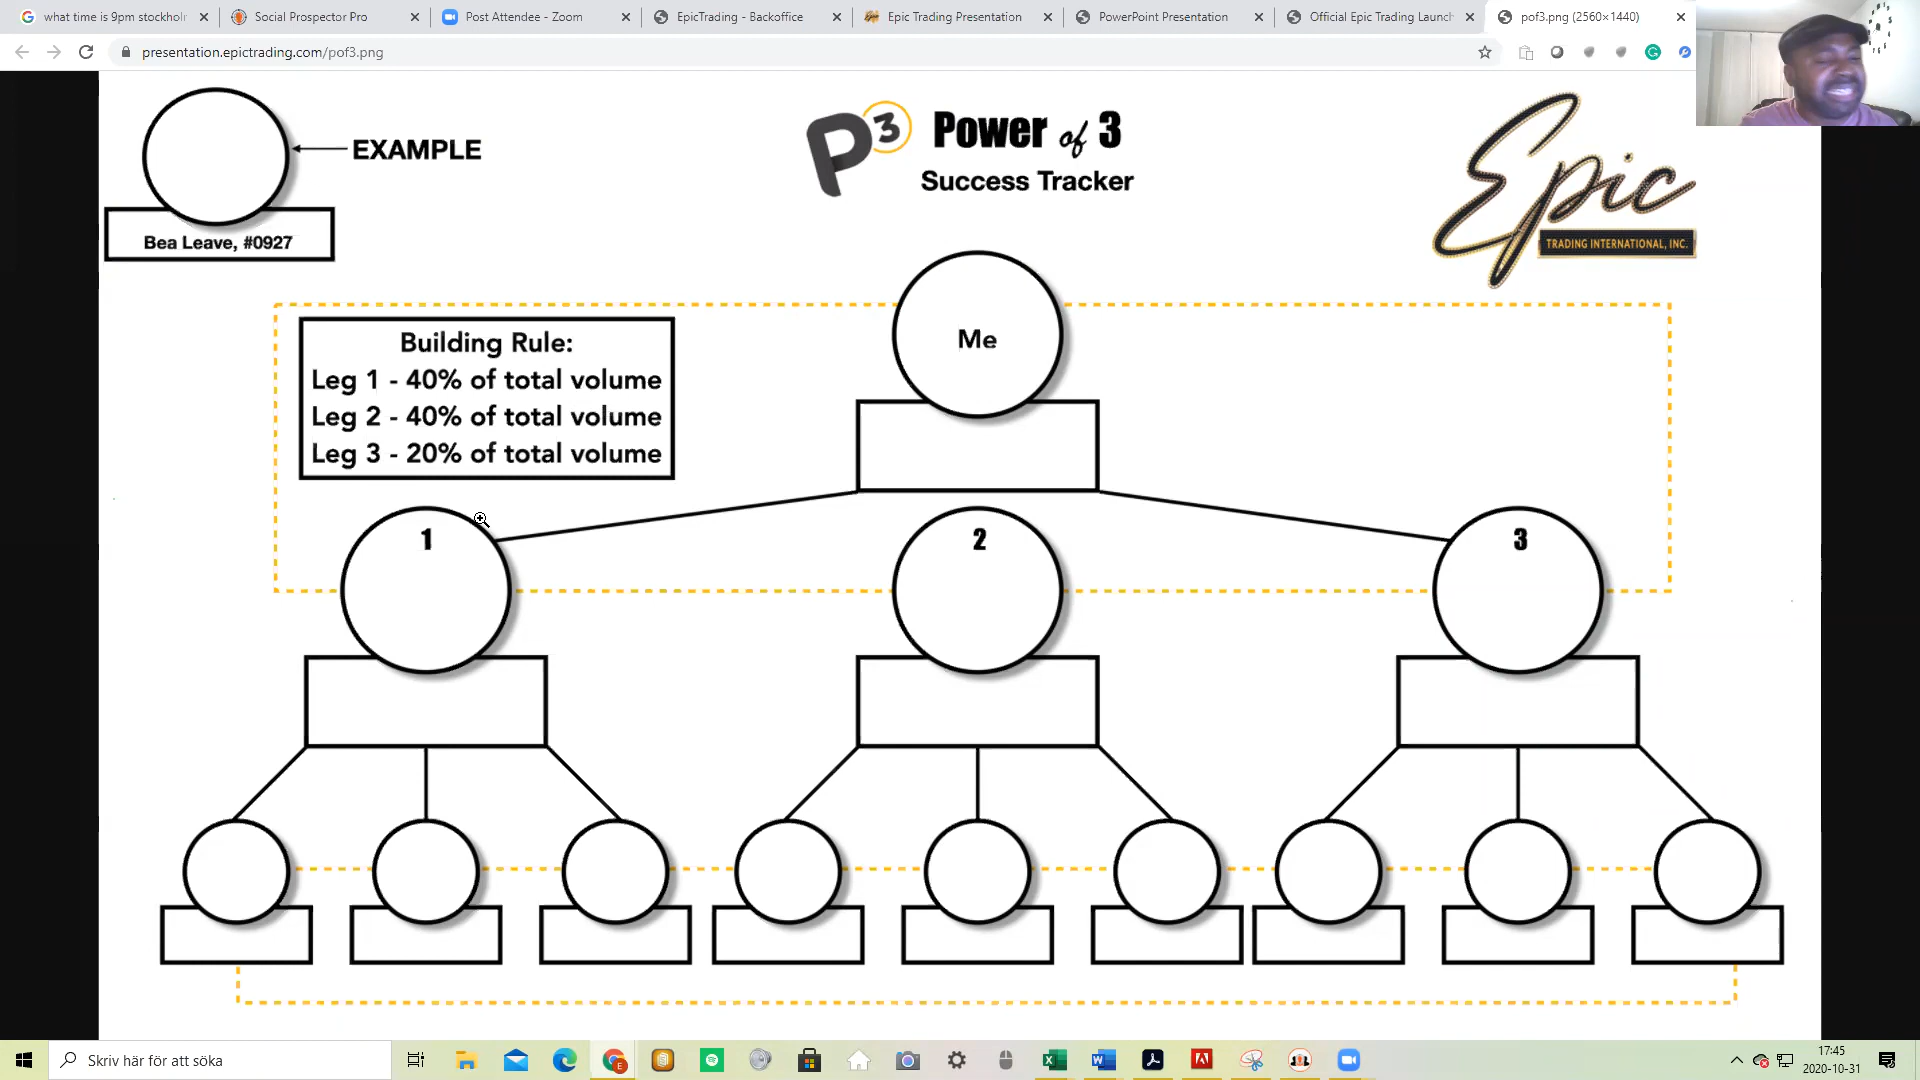 what time is 9pm stockholr
Social Prospector Pro
Post Attendee - Zoom
EpicTrading - Backoffice
Epic Trading Presentation
PowerPoint Presentation
Official Epic Trading Launch
pof3.png (2560×1440)
presentation.epictrading.com/pof3.png
EXAMPLE
Bea Leave, #0927
P3
Power of 3
Success Tracker
Epic
TRADING INTERNATIONAL, INC.
Me
Building Rule:
Leg 1 - 40% of total volume
Leg 2 - 40% of total volume
Leg 3 - 20% of total volume
1
2
3
Skriv här för att söka
17:45
2020-10-31